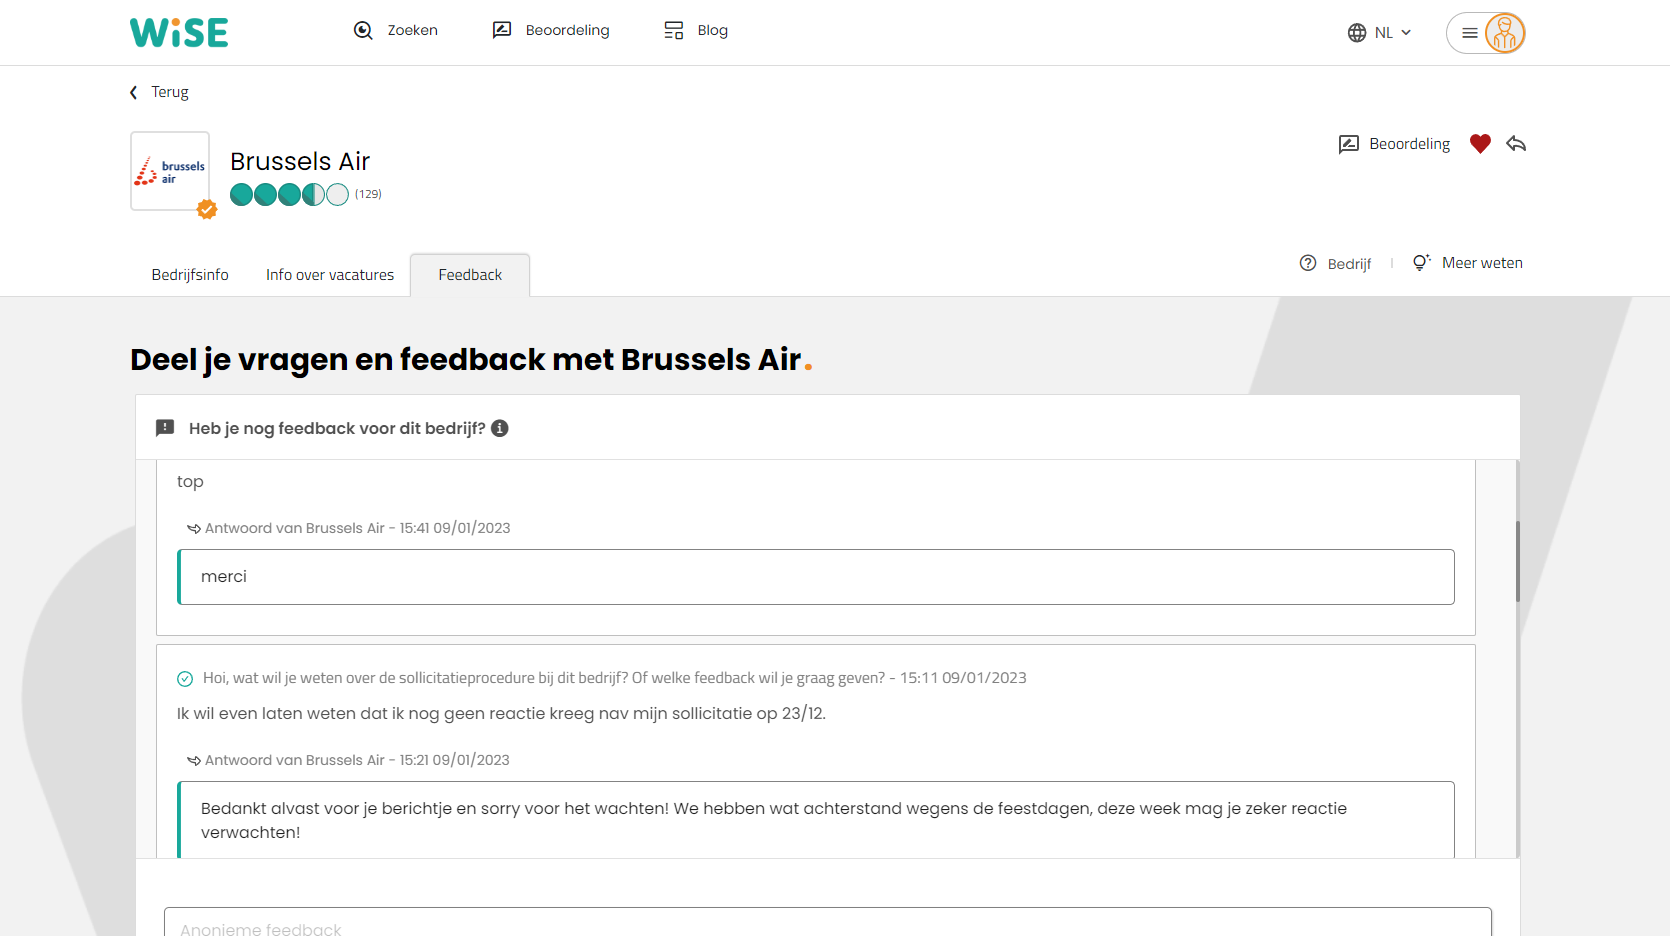 WiSE
Zoeken
Beoordeling
Blog
NL
Terug
brussels
air
Brussels Air
(129)
Beoordeling
Bedrijfsinfo
Info over vacatures
Feedback
Bedrijf
Meer weten
Deel je vragen en feedback met Brussels Air.
Heb je nog feedback voor dit bedrijf?
top
Antwoord van Brussels Air - 15:41 09/01/2023
merci
Hoi, wat wil je weten over de sollicitatieprocedure bij dit bedrijf? Of welke feedback wil je graag geven? - 15:11 09/01/2023
Ik wil even laten weten dat ik nog geen reactie kreeg nav mijn sollicitatie op 23/12.
Antwoord van Brussels Air - 15:21 09/01/2023
Bedankt alvast voor je berichtje en sorry voor het wachten! We hebben wat achterstand wegens de feestdagen, deze week mag je zeker reactie
verwachten!
Anonieme feedback